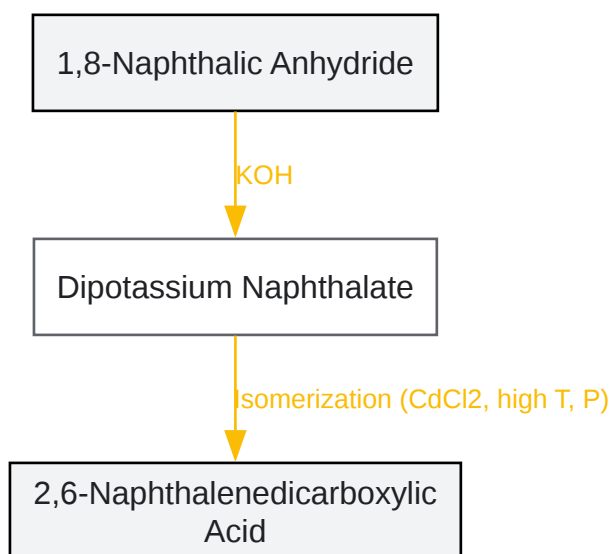 1,8-Naphthalic Anhydride
KOH
Dipotassium Naphthalate
Isomerization (CdCl2, high T, P)
2,6-Naphthalenedicarboxylic
Acid